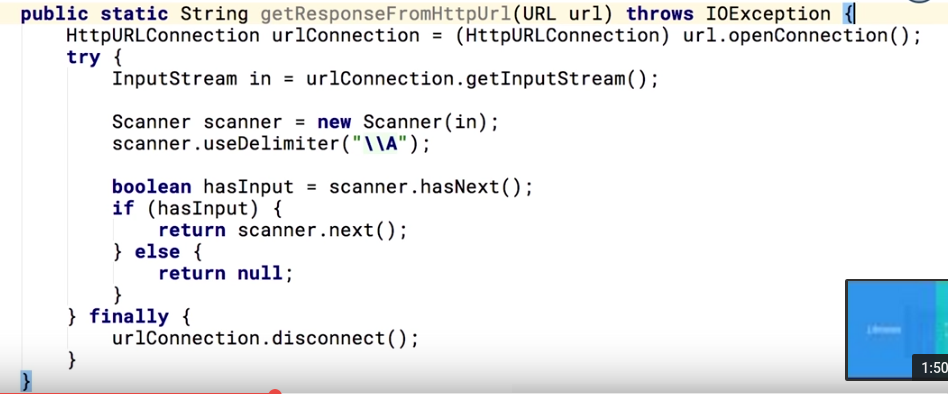 public static String getResponseFromHttpUrl(URL url) throws IOException {
HttpURLConnection urlConnection = (HttpURLConnection) url.openConnection();
try {
InputStream in = urlConnection.getInputStream();
Scanner scanner = new Scanner(in);
scanner.useDelimiter("\\A");
boolean hasInput = scanner.hasNext();
if (hasInput) {
return scanner.next();
} else {
return null;
}
} finally {
urlConnection.disconnect();
}
}
1:50